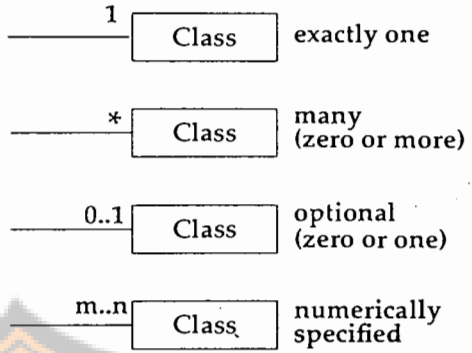 1
Class
exactly one
*
Class
many
(zero or more)
0..1
Class
optional
(zero or one)
m..n
Class
numerically
specified